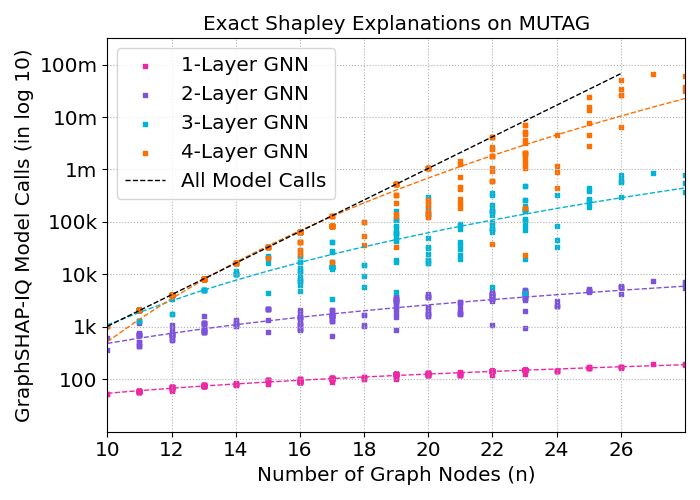 Exact Shapley Explanations on MUTAG
GraphSHAP-IQ Model Calls (in log 10)
100m
10m
1m
100k
10k
1k
100
1-Layer GNN
2-Layer GNN
3-Layer GNN
4-Layer GNN
All Model Calls
10 12 14 16 18 20 22 24 26
Number of Graph Nodes (n)